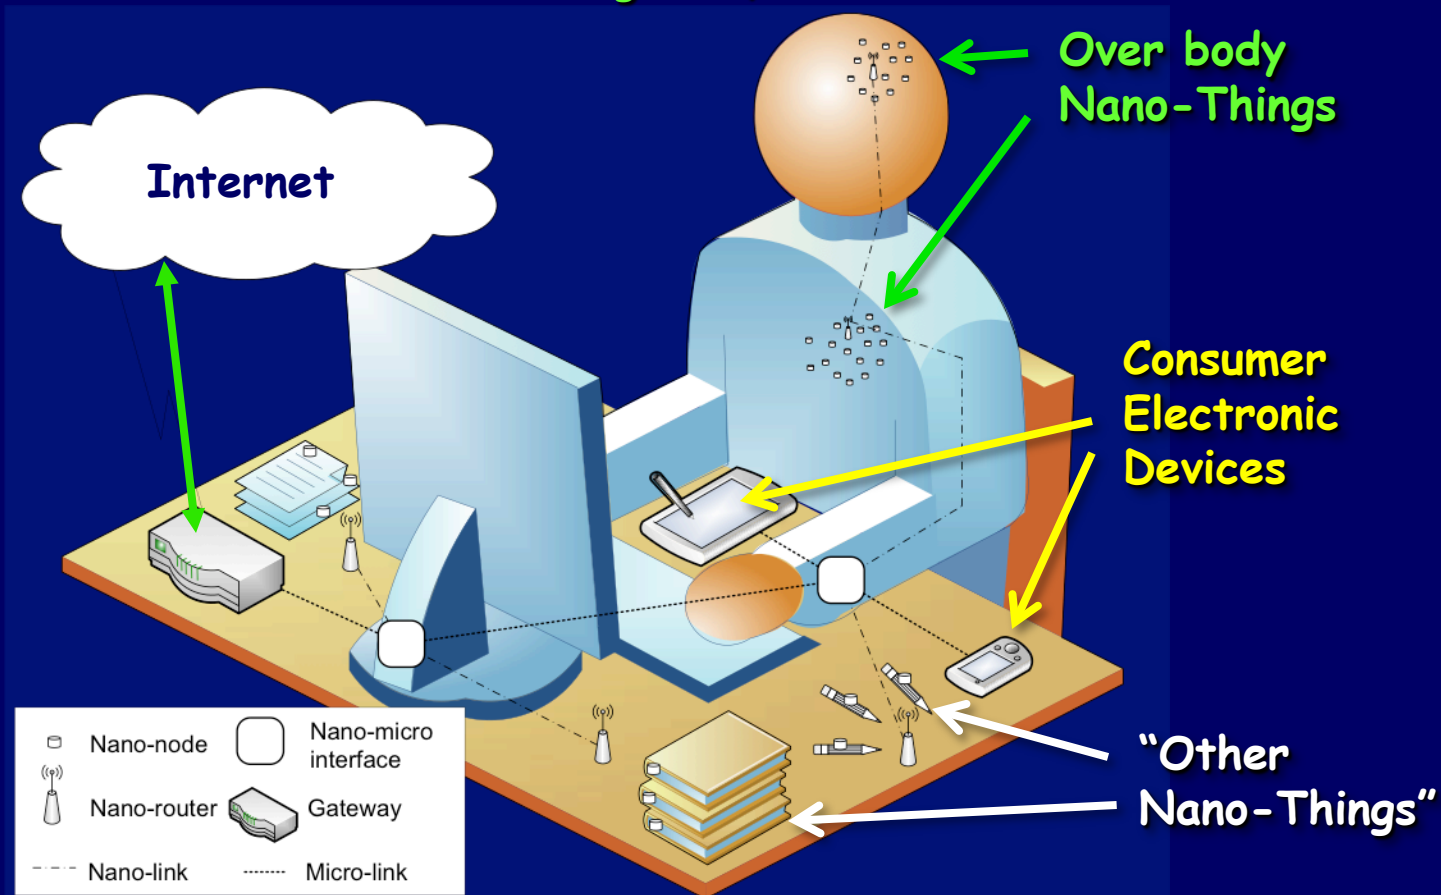 Over body
Nano-Things
Internet
Consumer
Electronic
Devices
“Other
Nano-Things”
Nano-node
Nano-micro
interface
Nano-router
Gateway
Nano-link
Micro-link